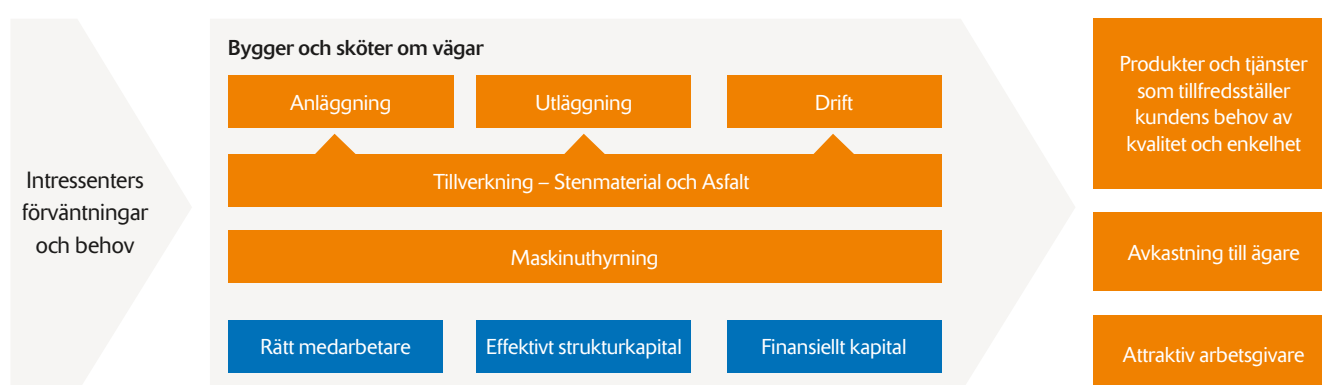 Intressenters
förväntningar
och behov
Bygger och sköter om vägar
Anläggning
Utläggning
Drift
Tillverkning – Stenmaterial och Asfalt
Maskinuthyrning
Rätt medarbetare
Effektivt strukturkapital
Finansiellt kapital
Produkter och tjänster
som tillfredsställer
kundens behov av
kvalitet och enkelhet
Avkastning till ägare
Attraktiv arbetsgivare